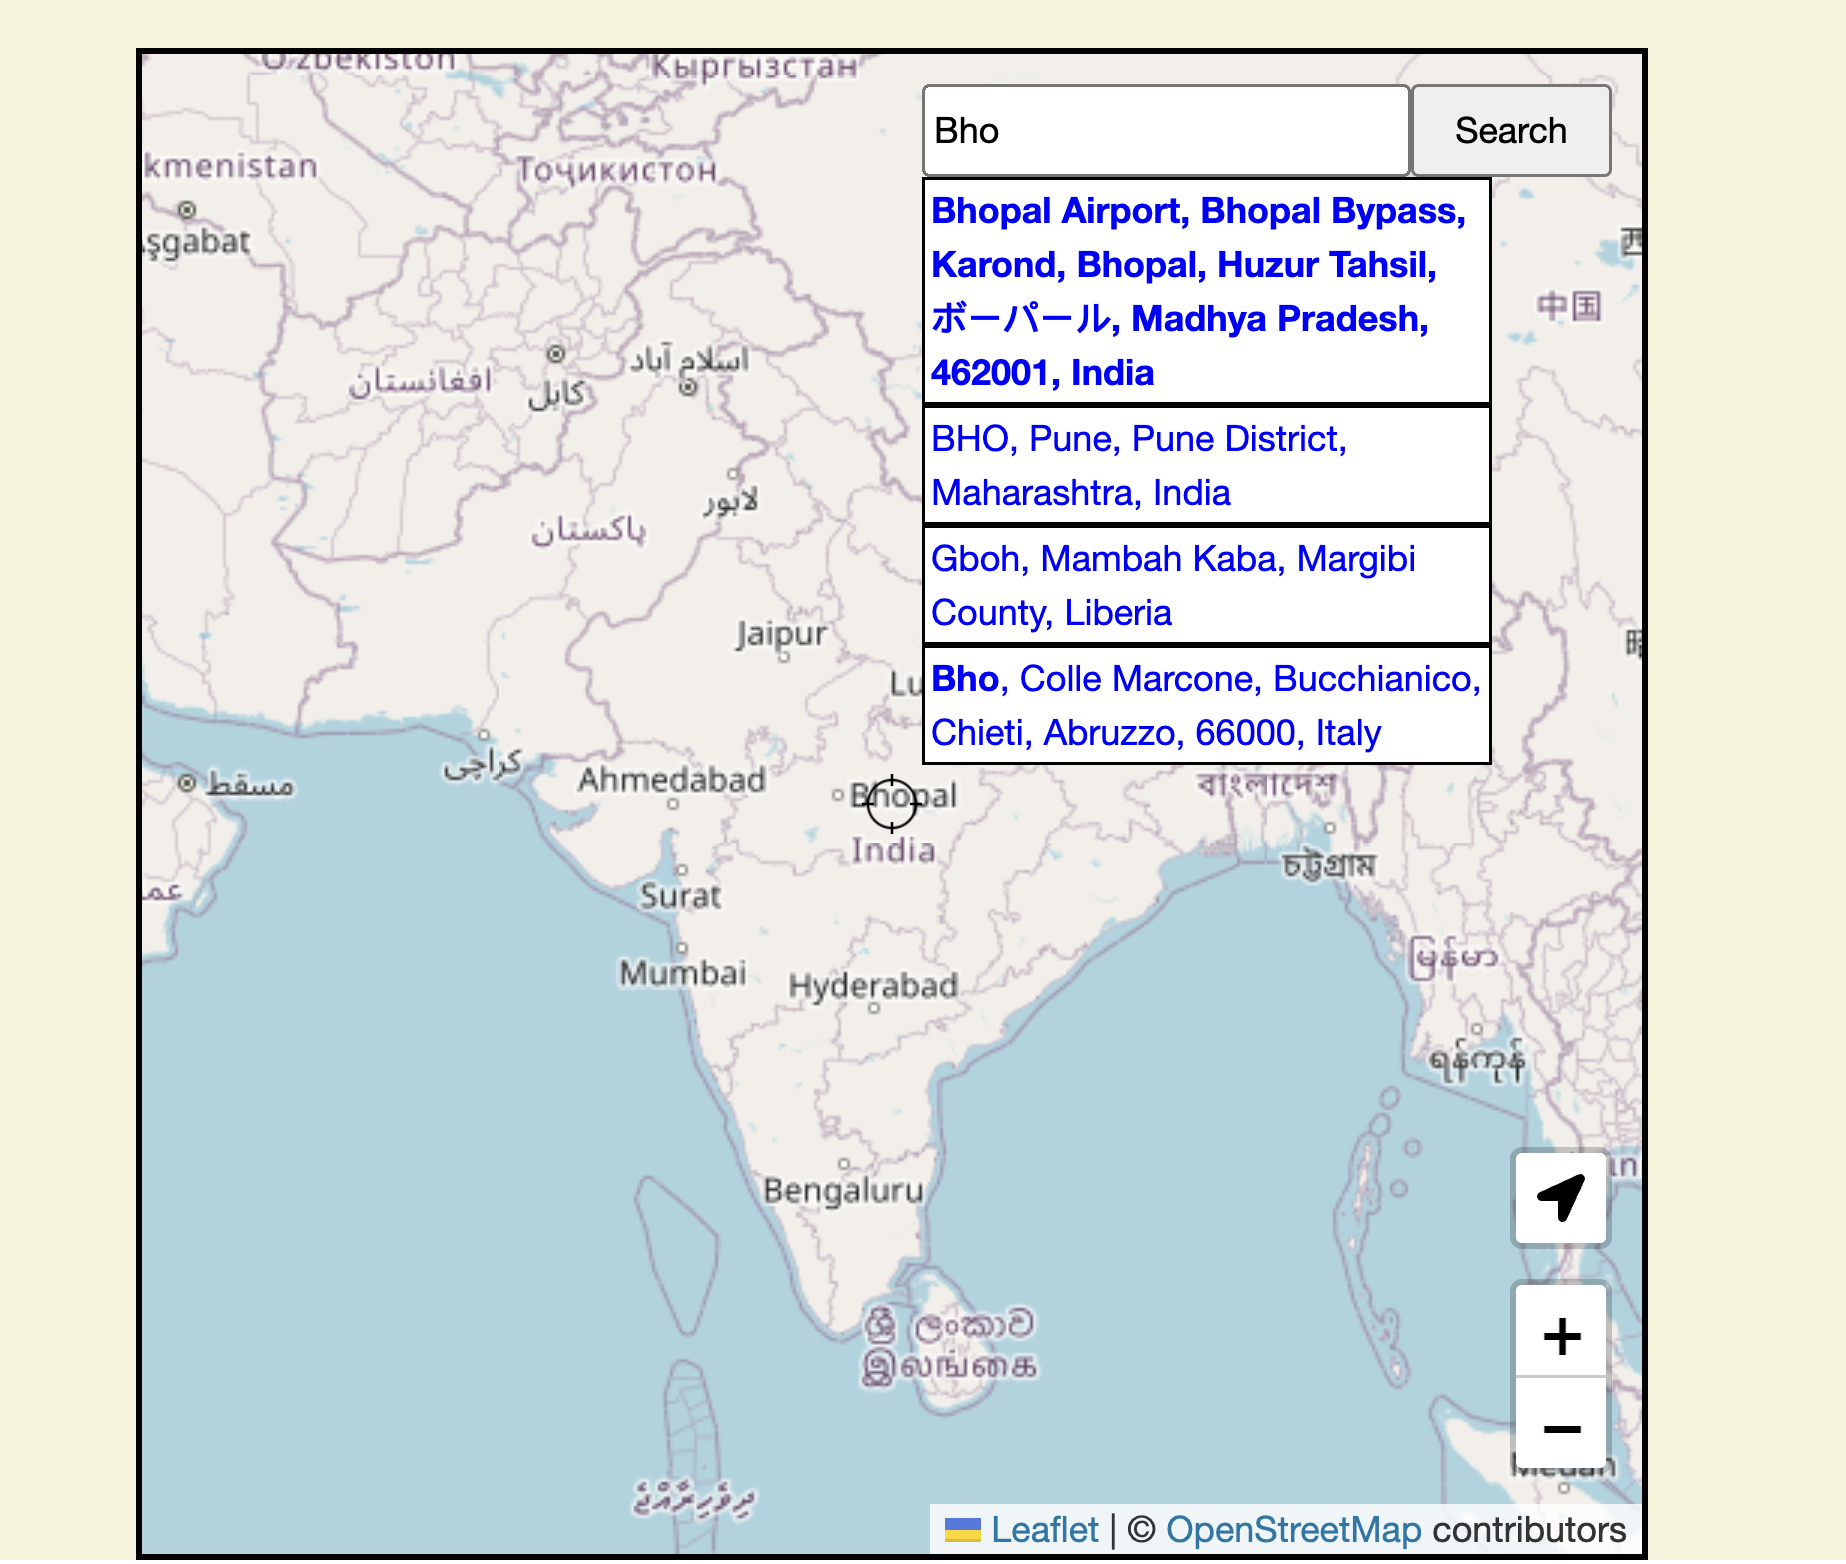 O'zbekiston
Кыргызстан
Bho
Search
kmenistan
Тоҷикистон
Bhopal Airport, Bhopal Bypass,
Karond, Bhopal, Huzur Tahsil,
ボーパール, Madhya Pradesh,
462001, India
şgabat
中国
افغانستان
کابل
اسلام آباد
BHO, Pune, Pune District,
Maharashtra, India
لاہور
پاکستان
Gboh, Mambah Kaba, Margibi
County, Liberia
Jaipur
Lu
Bho, Colle Marcone, Bucchianico,
Chieti, Abruzzo, 66000, Italy
کراچی
مسقط
Ahmedabad
Bhopal
বাংলাদেশ
India
চট্টগ্রাম
Surat
عم
Mumbai
Hyderabad
မြန်မာ
ရန်ကုန်
Bengaluru
ශ්‍රී ලංකාව
இலங்கை
+
−
Medan
ދިވެހިރާއްޖެ
Leaflet | © OpenStreetMap contributors